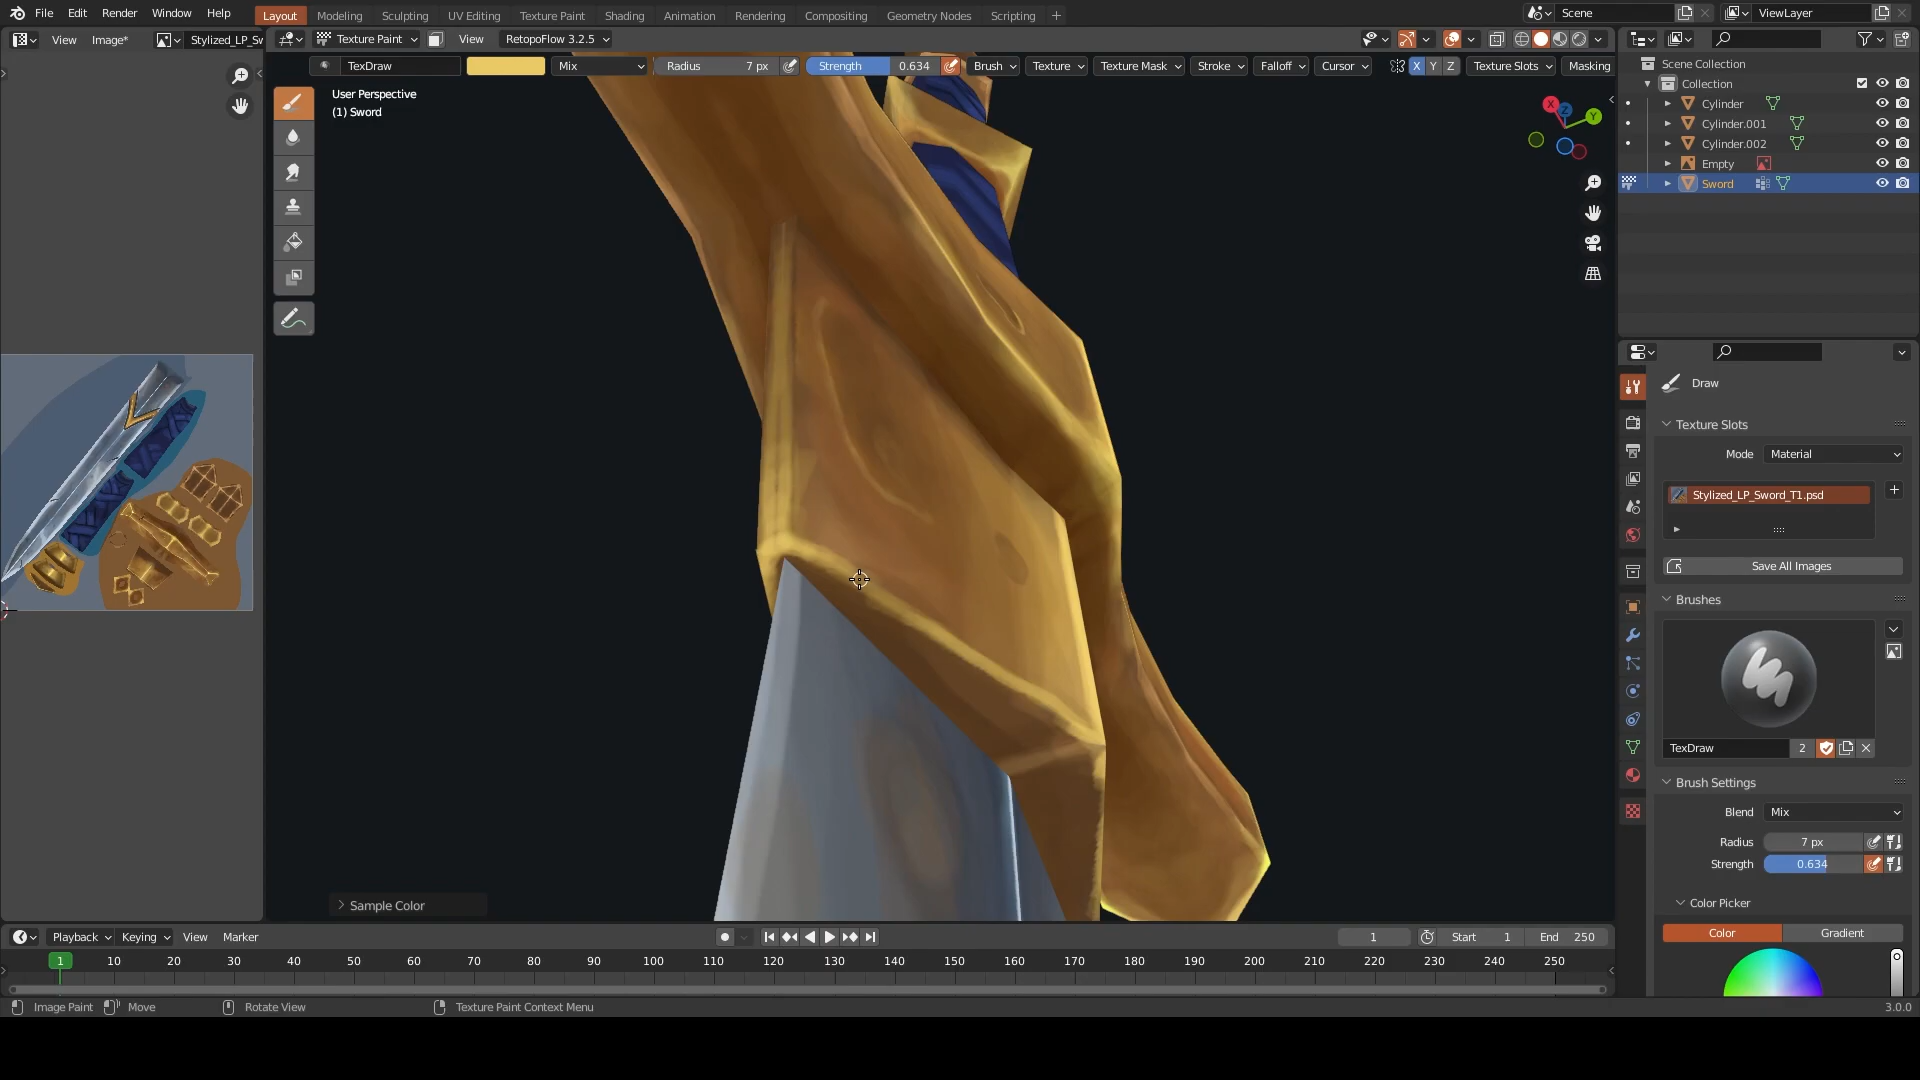 File Edit Render Window Help
Layout Modeling Sculpting UV Editing Texture Paint Shading Animation Rendering Compositing Geometry Nodes Scripting +
Scene
ViewLayer
View Image* Stylized_LP_Sw
Texture Paint View RetopoFlow 3.2.5
TexDraw Mix Radius 7 px Strength 0.634 Brush Texture Texture Mask Stroke Falloff Cursor X Y Z Texture Slots Masking
User Perspective
(1) Sword
X
Z
Y
Scene Collection
Collection
Cylinder
Cylinder.001
Cylinder.002
Empty
Sword
Draw
Texture Slots
Mode Material
Stylized_LP_Sword_T1.psd
Save All Images
Brushes
TexDraw 2
Brush Settings
Blend Mix
Radius 7 px
Strength 0.634
Color Picker
Color Gradient
Sample Color
Playback Keying View Marker 1 Start 1 End 250
1 10 20 30 40 50 60 70 80 90 100 110 120 130 140 150 160 170 180 190 200 210 220 230 240 250
Image Paint Move Rotate View Texture Paint Context Menu 3.0.0